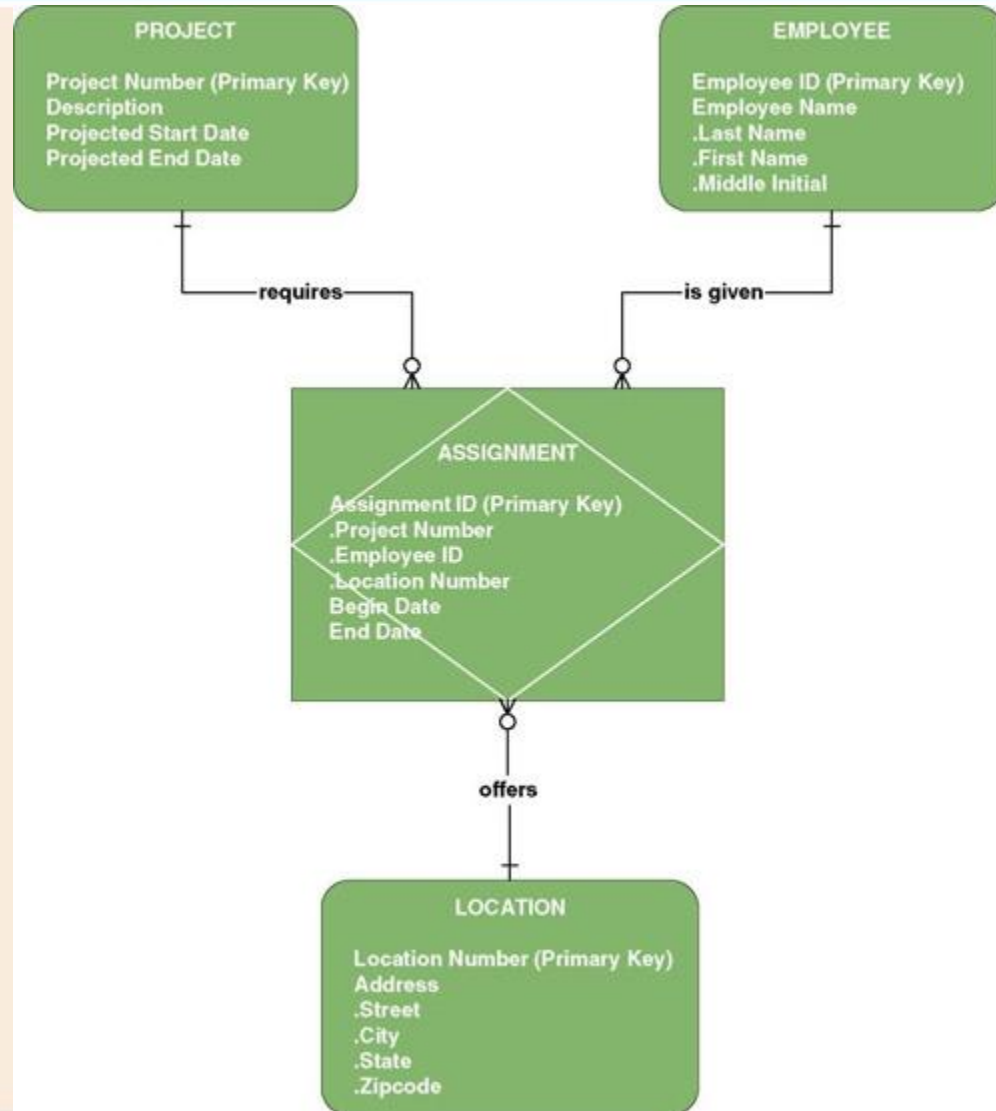 PROJECT
Project Number (Primary Key)
Description
Projected Start Date
Projected End Date
EMPLOYEE
Employee ID (Primary Key)
Employee Name
.Last Name
.First Name
.Middle Initial
requires
is given
ASSIGNMENT
Assignment ID (Primary Key)
.Project Number
.Employee ID
.Location Number
Begin Date
End Date
offers
LOCATION
Location Number (Primary Key)
Address
.Street
.City
.State
.Zipcode